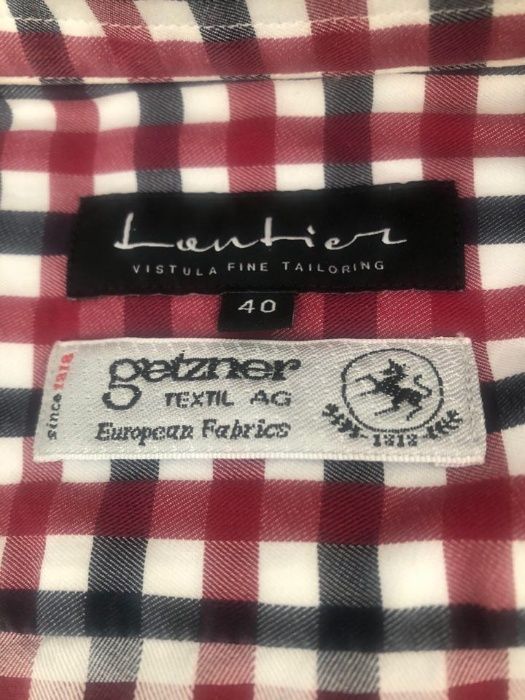 Lantier
VISTULA FINE TAILORING
40
since 1818
getzner
TEXTIL AG
European Fabrics
1818